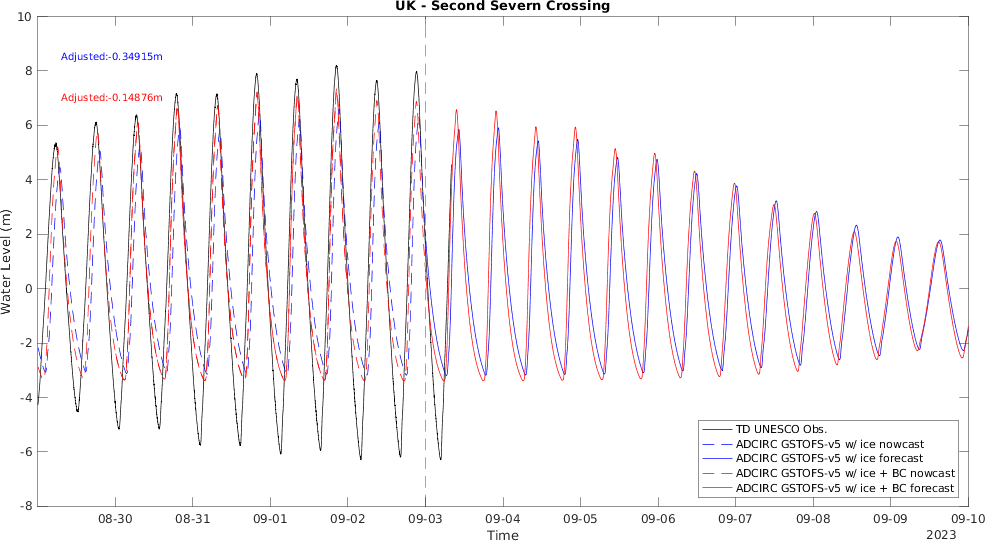 UK - Second Severn Crossing
10
8
6
4
2
0
-2
-4
-6
-8
Water Level (m)
Adjusted:-0.34915m
Adjusted:-0.14876m
TD UNESCO Obs.
ADCIRC GSTOFS-v5 w/ ice nowcast
ADCIRC GSTOFS-v5 w/ ice forecast
ADCIRC GSTOFS-v5 w/ ice + BC nowcast
ADCIRC GSTOFS-v5 w/ ice + BC forecast
08-30 08-31 09-01 09-02 09-03 09-04 09-05 09-06 09-07 09-08 09-09 09-10
Time
2023